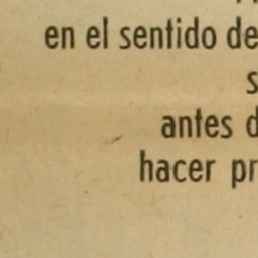 en el sentido de
antes
hacer